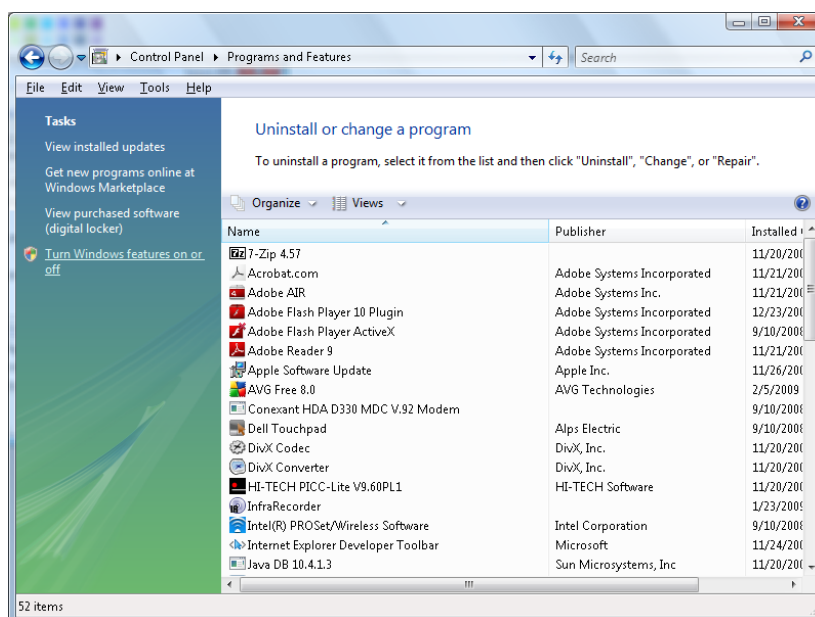 Control Panel ▸ Programs and Features
Search
File Edit View Tools Help
Tasks
View installed updates
Get new programs online at
Windows Marketplace
View purchased software
(digital locker)
Turn Windows features on or
off
Uninstall or change a program
To uninstall a program, select it from the list and then click "Uninstall", "Change", or "Repair".
Organize Views
Name Publisher Installed
7-Zip 4.57 11/20/200
Acrobat.com Adobe Systems Incorporated 11/21/200
Adobe AIR Adobe Systems Inc. 11/21/200
Adobe Flash Player 10 Plugin Adobe Systems Incorporated 12/23/200
Adobe Flash Player ActiveX Adobe Systems Incorporated 9/10/2008
Adobe Reader 9 Adobe Systems Incorporated 11/21/200
Apple Software Update Apple Inc. 11/26/200
AVG Free 8.0 AVG Technologies 2/5/2009
Conexant HDA D330 MDC V.92 Modem 9/10/2008
Dell Touchpad Alps Electric 9/10/2008
DivX Codec DivX, Inc. 11/20/200
DivX Converter DivX, Inc. 11/20/200
HI-TECH PICC-Lite V9.60PL1 HI-TECH Software 11/20/200
InfraRecorder 1/23/2009
Intel(R) PROSet/Wireless Software Intel Corporation 9/10/2008
Internet Explorer Developer Toolbar Microsoft 11/24/200
Java DB 10.4.1.3 Sun Microsystems, Inc 11/20/200
52 items